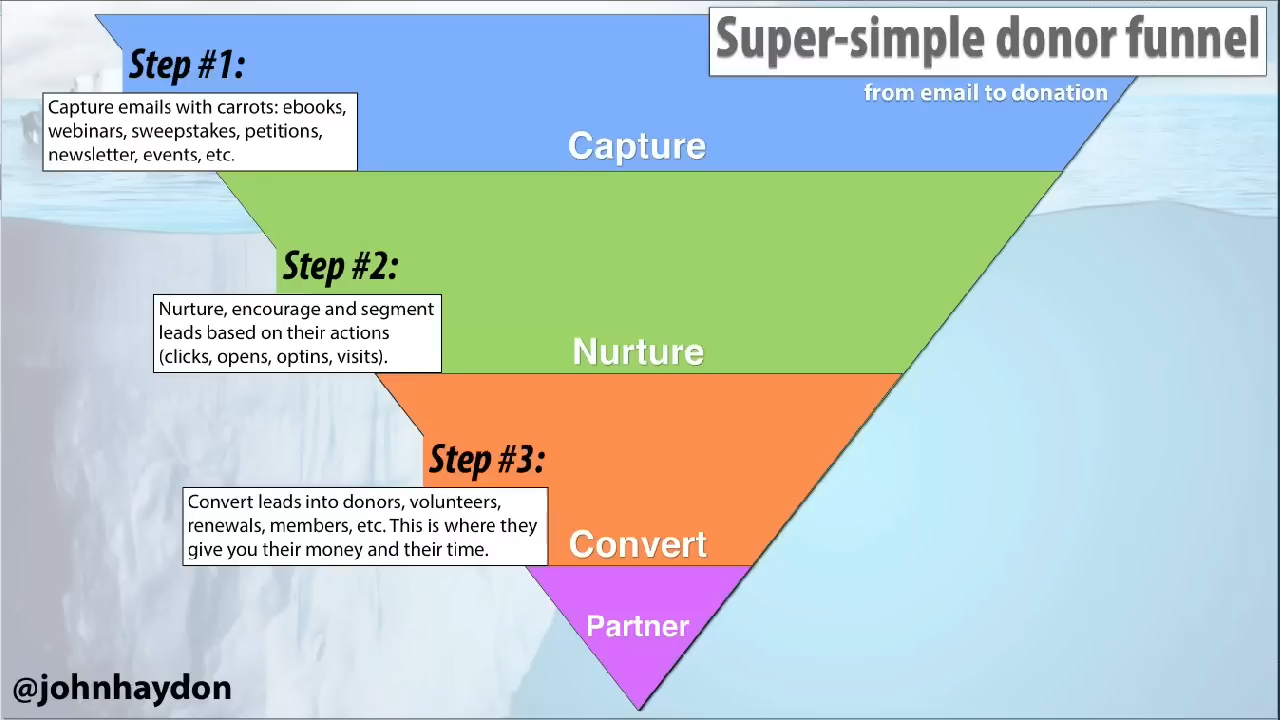 Super-simple donor funnel
from email to donation
Step #1:
Capture emails with carrots: ebooks,
webinars, sweepstakes, petitions,
newsletter, events, etc.
Capture
Step #2:
Nurture, encourage and segment
leads based on their actions
(clicks, opens, optins, visits).
Nurture
Step #3:
Convert leads into donors, volunteers,
renewals, members, etc. This is where they
give you their money and their time.
Convert
Partner
@johnhaydon